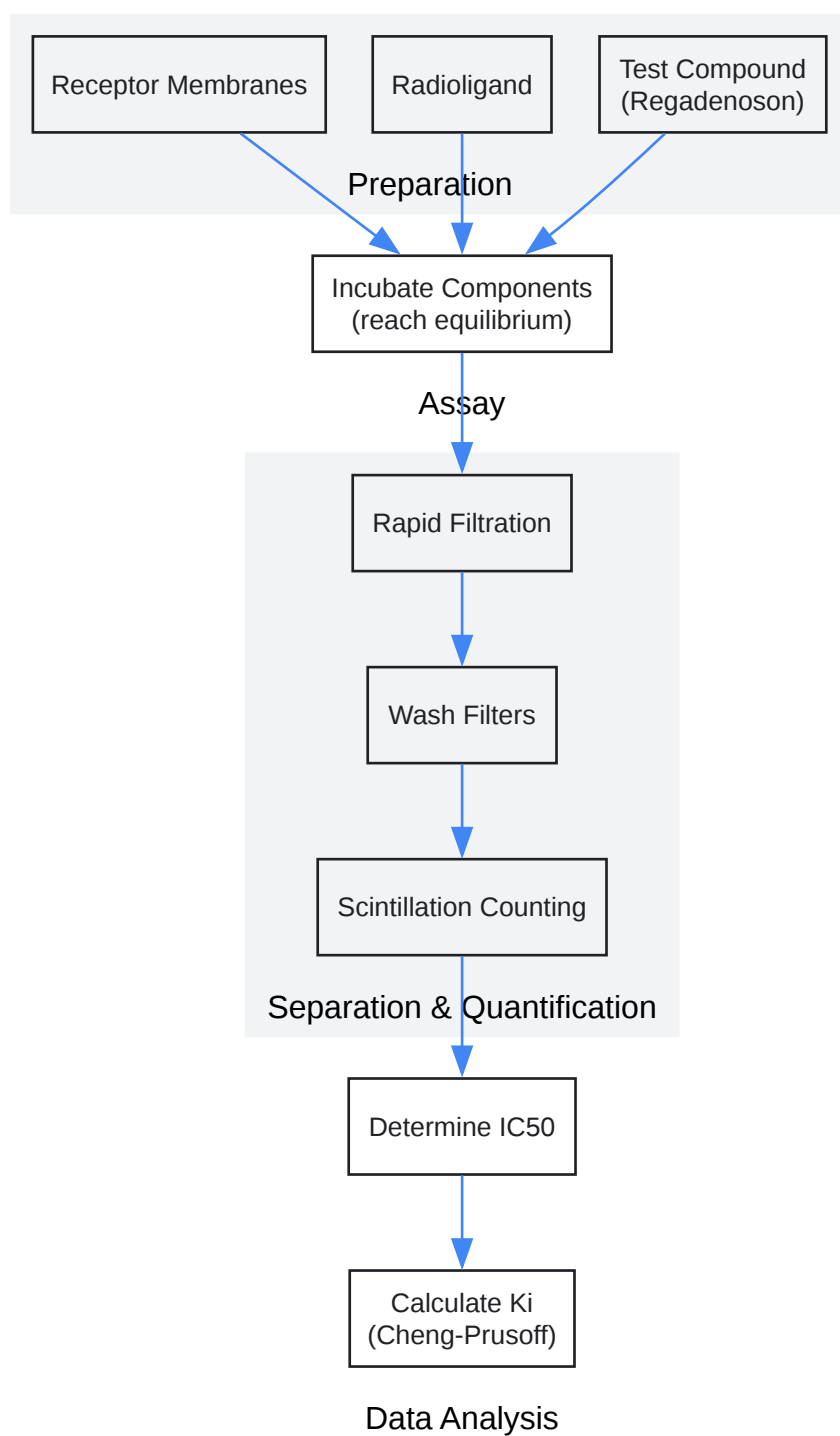 Receptor Membranes
Radioligand
Test Compound
(Regadenoson)
Preparation
Incubate Components
(reach equilibrium)
Assay
Rapid Filtration
Wash Filters
Scintillation Counting
Separation & Quantification
Determine IC50
Calculate Ki
(Cheng-Prusoff)
Data Analysis